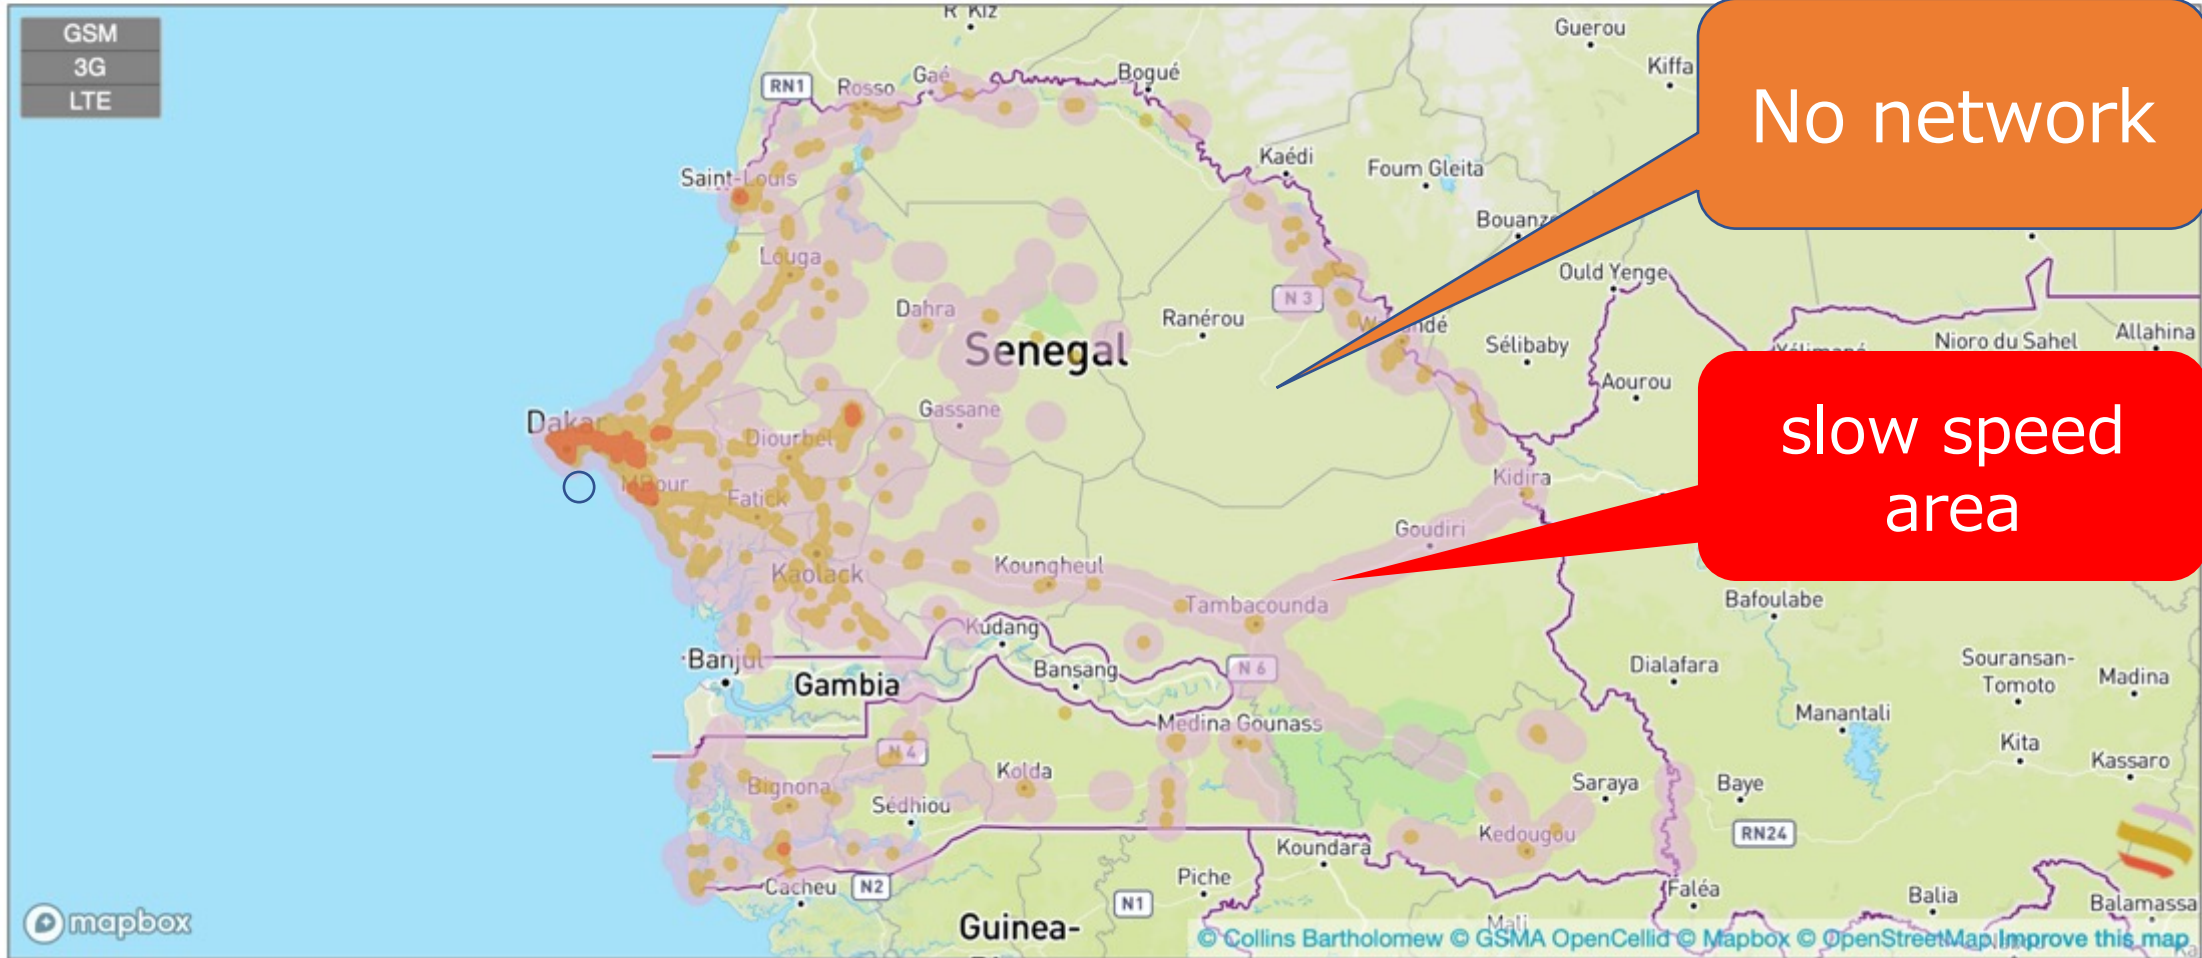 GSM
3G
LTE
R'Kiz
Guerou
Kiffa
No network
RN1
Rosso
Gaé
Bogué
Saint-Louis
Kaédi
Foum Gleita
Louga
Ould Yenge
Dahra
N 3
Ranérou
Senegal
Sélibaby
Nioro du Sahel
Allahina
Aourou
slow speed
area
Dakar
Gassane
Diourbel
MBour
Fatick
Kidira
Goudiri
Kaolack
Koungheul
Tambacounda
Bafoulabe
Kudang
Banjul
Gambia
Bansang
N 6
Dialafara
Souransan-
Tomoto
Madina
Medina Gounass
Manantali
N 4
Kita
Kassaro
Bignona
Kolda
Sédhiou
Saraya
Baye
Kedougou
RN24
Koundara
Cacheu
N2
Piche
N1
Faléa
Balia
Balamassa
Guinea-
Mali
mapbox
© Collins Bartholomew © GSMA OpenCellid © Mapbox © OpenStreetMap Improve this map